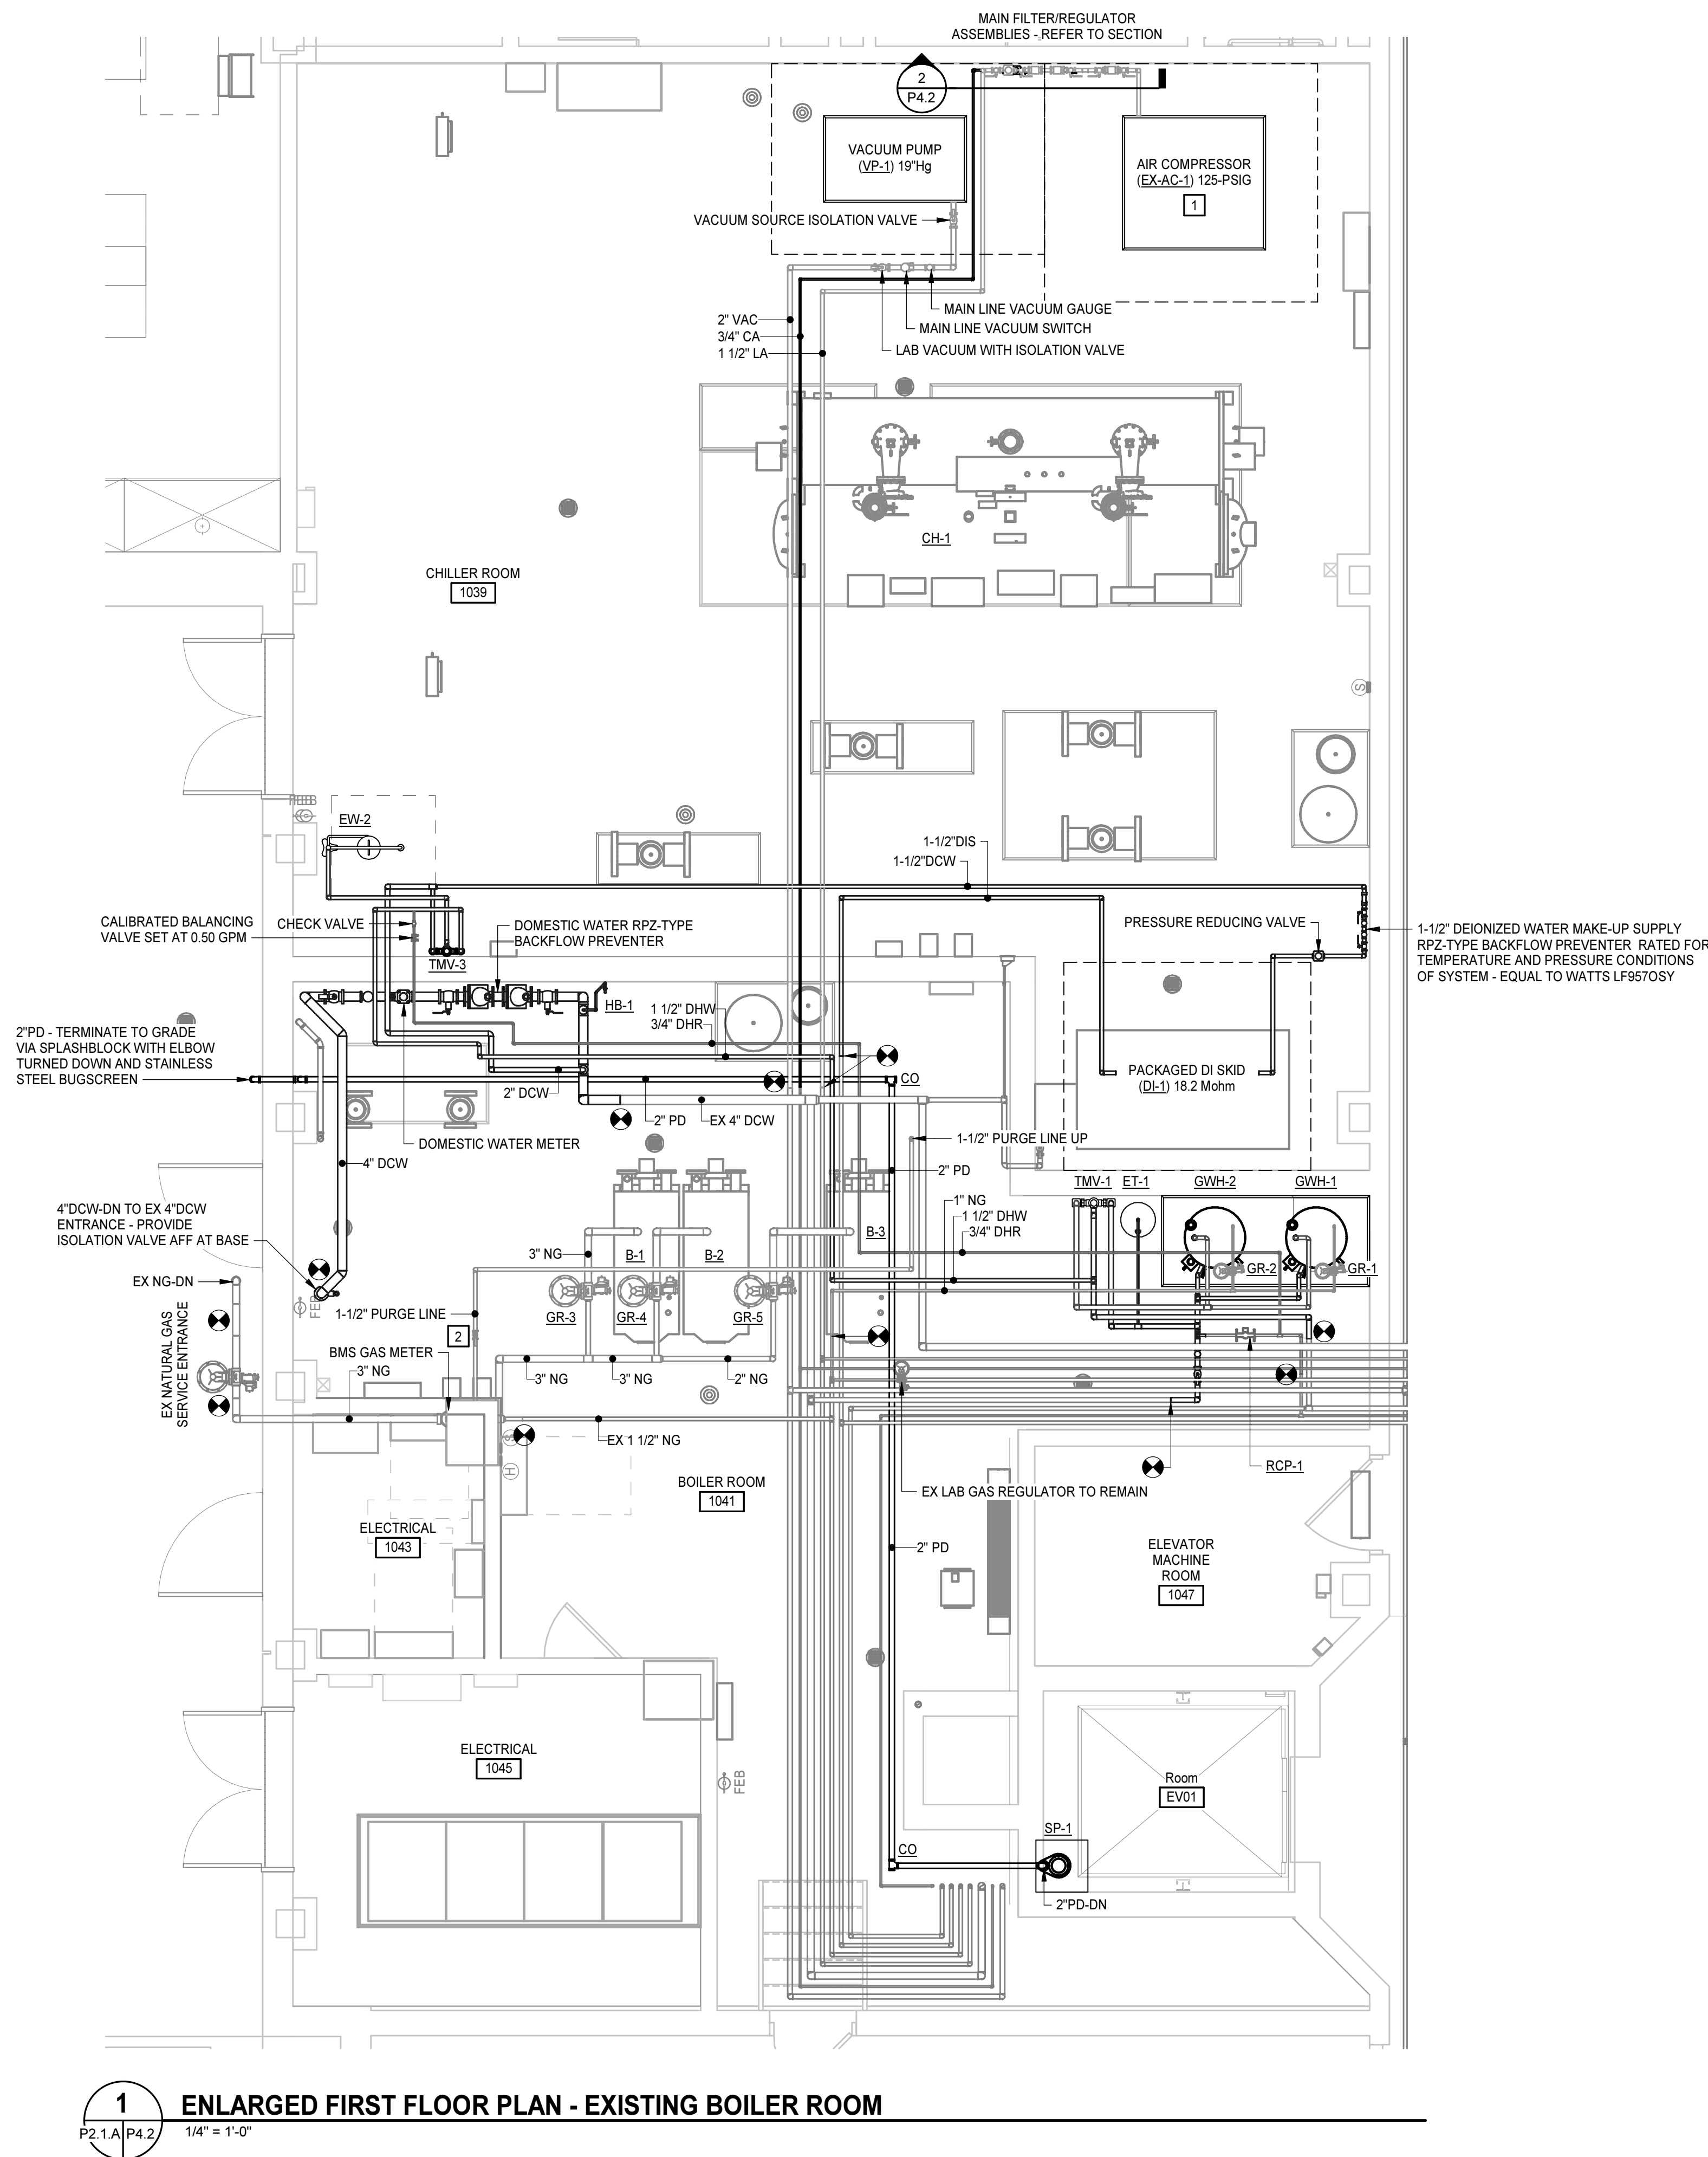 MAIN FILTER/REGULATOR
ASSEMBLIES - REFER TO SECTION
2
P4.2
VACUUM PUMP
(VP-1) 19"Hg
AIR COMPRESSOR
(EX-AC-1) 125-PSIG
1
VACUUM SOURCE ISOLATION VALVE
MAIN LINE VACUUM GAUGE
MAIN LINE VACUUM SWITCH
LAB VACUUM WITH ISOLATION VALVE
2" VAC
3/4" CA
1 1/2" LA
CH-1
CHILLER ROOM
1039
S
EW-2
1-1/2"DIS
1-1/2"DCW
CALIBRATED BALANCING
VALVE SET AT 0.50 GPM
CHECK VALVE
DOMESTIC WATER RPZ-TYPE
BACKFLOW PREVENTER
PRESSURE REDUCING VALVE
1-1/2" DEIONIZED WATER MAKE-UP SUPPLY
RPZ-TYPE BACKFLOW PREVENTER RATED FOR
TEMPERATURE AND PRESSURE CONDITIONS
OF SYSTEM - EQUAL TO WATTS LF957OSY
TMV-3
HB-1
1 1/2" DHW
3/4" DHR
2"PD - TERMINATE TO GRADE
VIA SPLASHBLOCK WITH ELBOW
TURNED DOWN AND STAINLESS
STEEL BUGSCREEN
PACKAGED DI SKID
(DI-1) 18.2 Mohm
CO
2" DCW
2" PD
EX 4" DCW
DOMESTIC WATER METER
1-1/2" PURGE LINE UP
4" DCW
2" PD
TMV-1
ET-1
GWH-2
GWH-1
1" NG
1 1/2" DHW
3/4" DHR
4"DCW-DN TO EX 4"DCW
ENTRANCE - PROVIDE
ISOLATION VALVE AFF AT BASE
3" NG
B-1
B-2
B-3
GR-2
GR-1
EX NG-DN
FEB
1-1/2" PURGE LINE
GR-3
GR-4
GR-5
2
EX NATURAL GAS
SERVICE ENTRANCE
BMS GAS METER
3" NG
3" NG
3" NG
2" NG
EX 1 1/2" NG
S
H
RCP-1
BOILER ROOM
1041
EX LAB GAS REGULATOR TO REMAIN
ELECTRICAL
1043
2" PD
ELEVATOR
MACHINE
ROOM
1047
ELECTRICAL
1045
FEB
Room
EV01
SP-1
CO
2"PD-DN
1
P2.1.A
P4.2
ENLARGED FIRST FLOOR PLAN - EXISTING BOILER ROOM
1/4" = 1'-0"